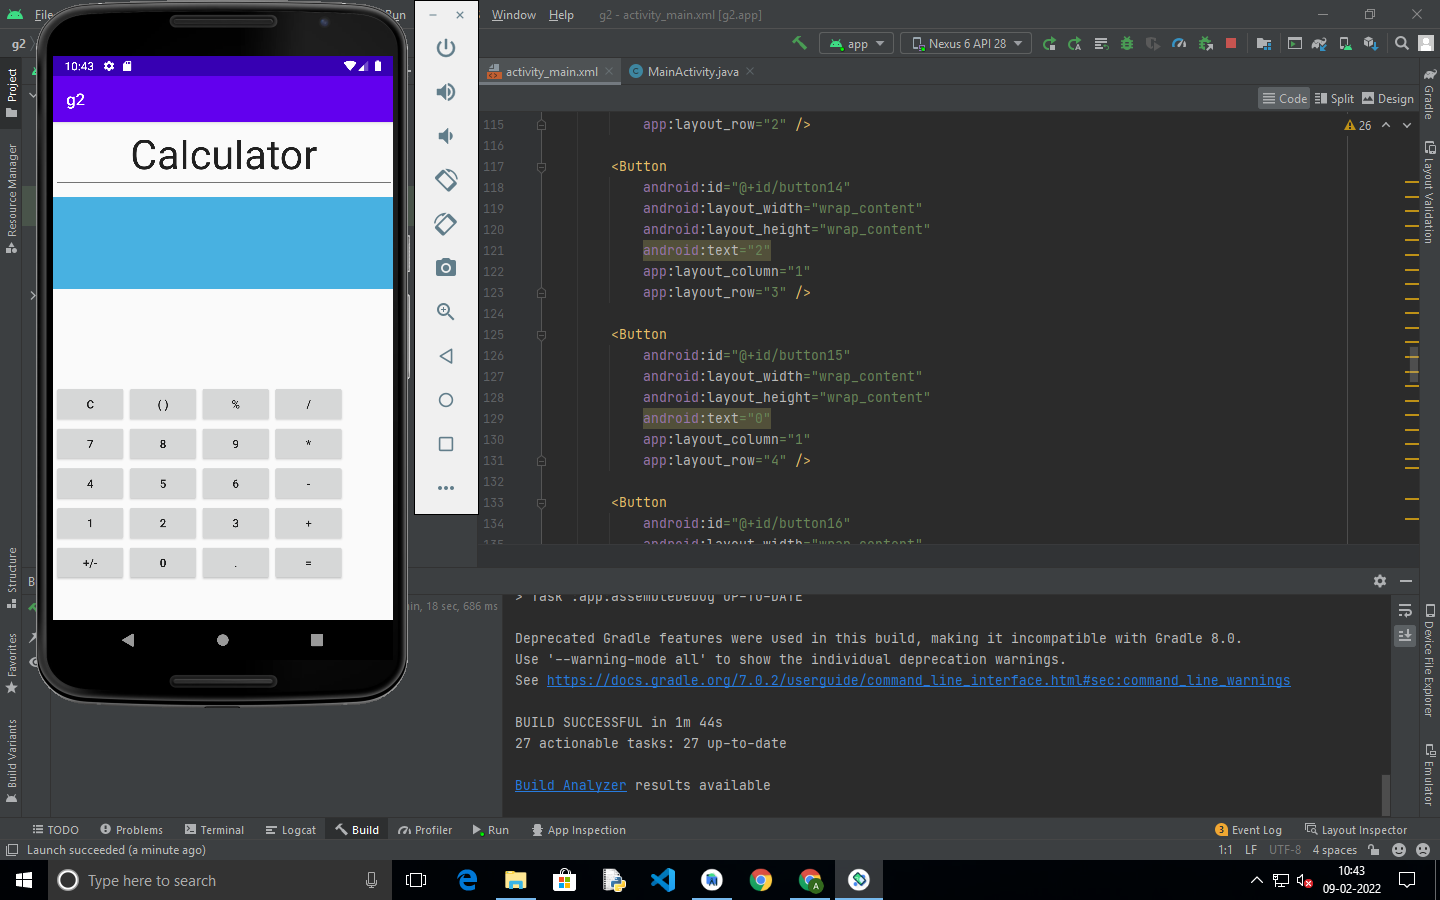 File
Run
Window
Help
g2 - activity_main.xml [g2.app]
g2
app
Nexus 6 API 28
activity_main.xml
MainActivity.java
Code
Split
Design
26
Project
Resource Manager
Structure
Favorites
Build Variants
Gradle
Layout Validation
Device File Explorer
Emulator
10:43
g2
Calculator
C
( )
%
/
7
8
9
*
4
5
6
-
1
2
3
+
+/-
0
.
=
115 app:layout_row="2" />
116
117 <Button
118 android:id="@+id/button14"
119 android:layout_width="wrap_content"
120 android:layout_height="wrap_content"
121 android:text="2"
122 app:layout_column="1"
123 app:layout_row="3" />
124
125 <Button
126 android:id="@+id/button15"
127 android:layout_width="wrap_content"
128 android:layout_height="wrap_content"
129 android:text="0"
130 app:layout_column="1"
131 app:layout_row="4" />
132
133 <Button
134 android:id="@+id/button16"
135 android:layout_width="wrap_content"
B
in, 18 sec, 686 ms
> Task :app:assembleDebug UP-TO-DATE
Deprecated Gradle features were used in this build, making it incompatible with Gradle 8.0.
Use '--warning-mode all' to show the individual deprecation warnings.
See https://docs.gradle.org/7.0.2/userguide/command_line_interface.html#sec:command_line_warnings
BUILD SUCCESSFUL in 1m 44s
27 actionable tasks: 27 up-to-date
Build Analyzer results available
TODO
Problems
Terminal
Logcat
Build
Profiler
Run
App Inspection
3 Event Log
Layout Inspector
Launch succeeded (a minute ago)
1:1
LF
UTF-8
4 spaces
Type here to search
10:43
09-02-2022